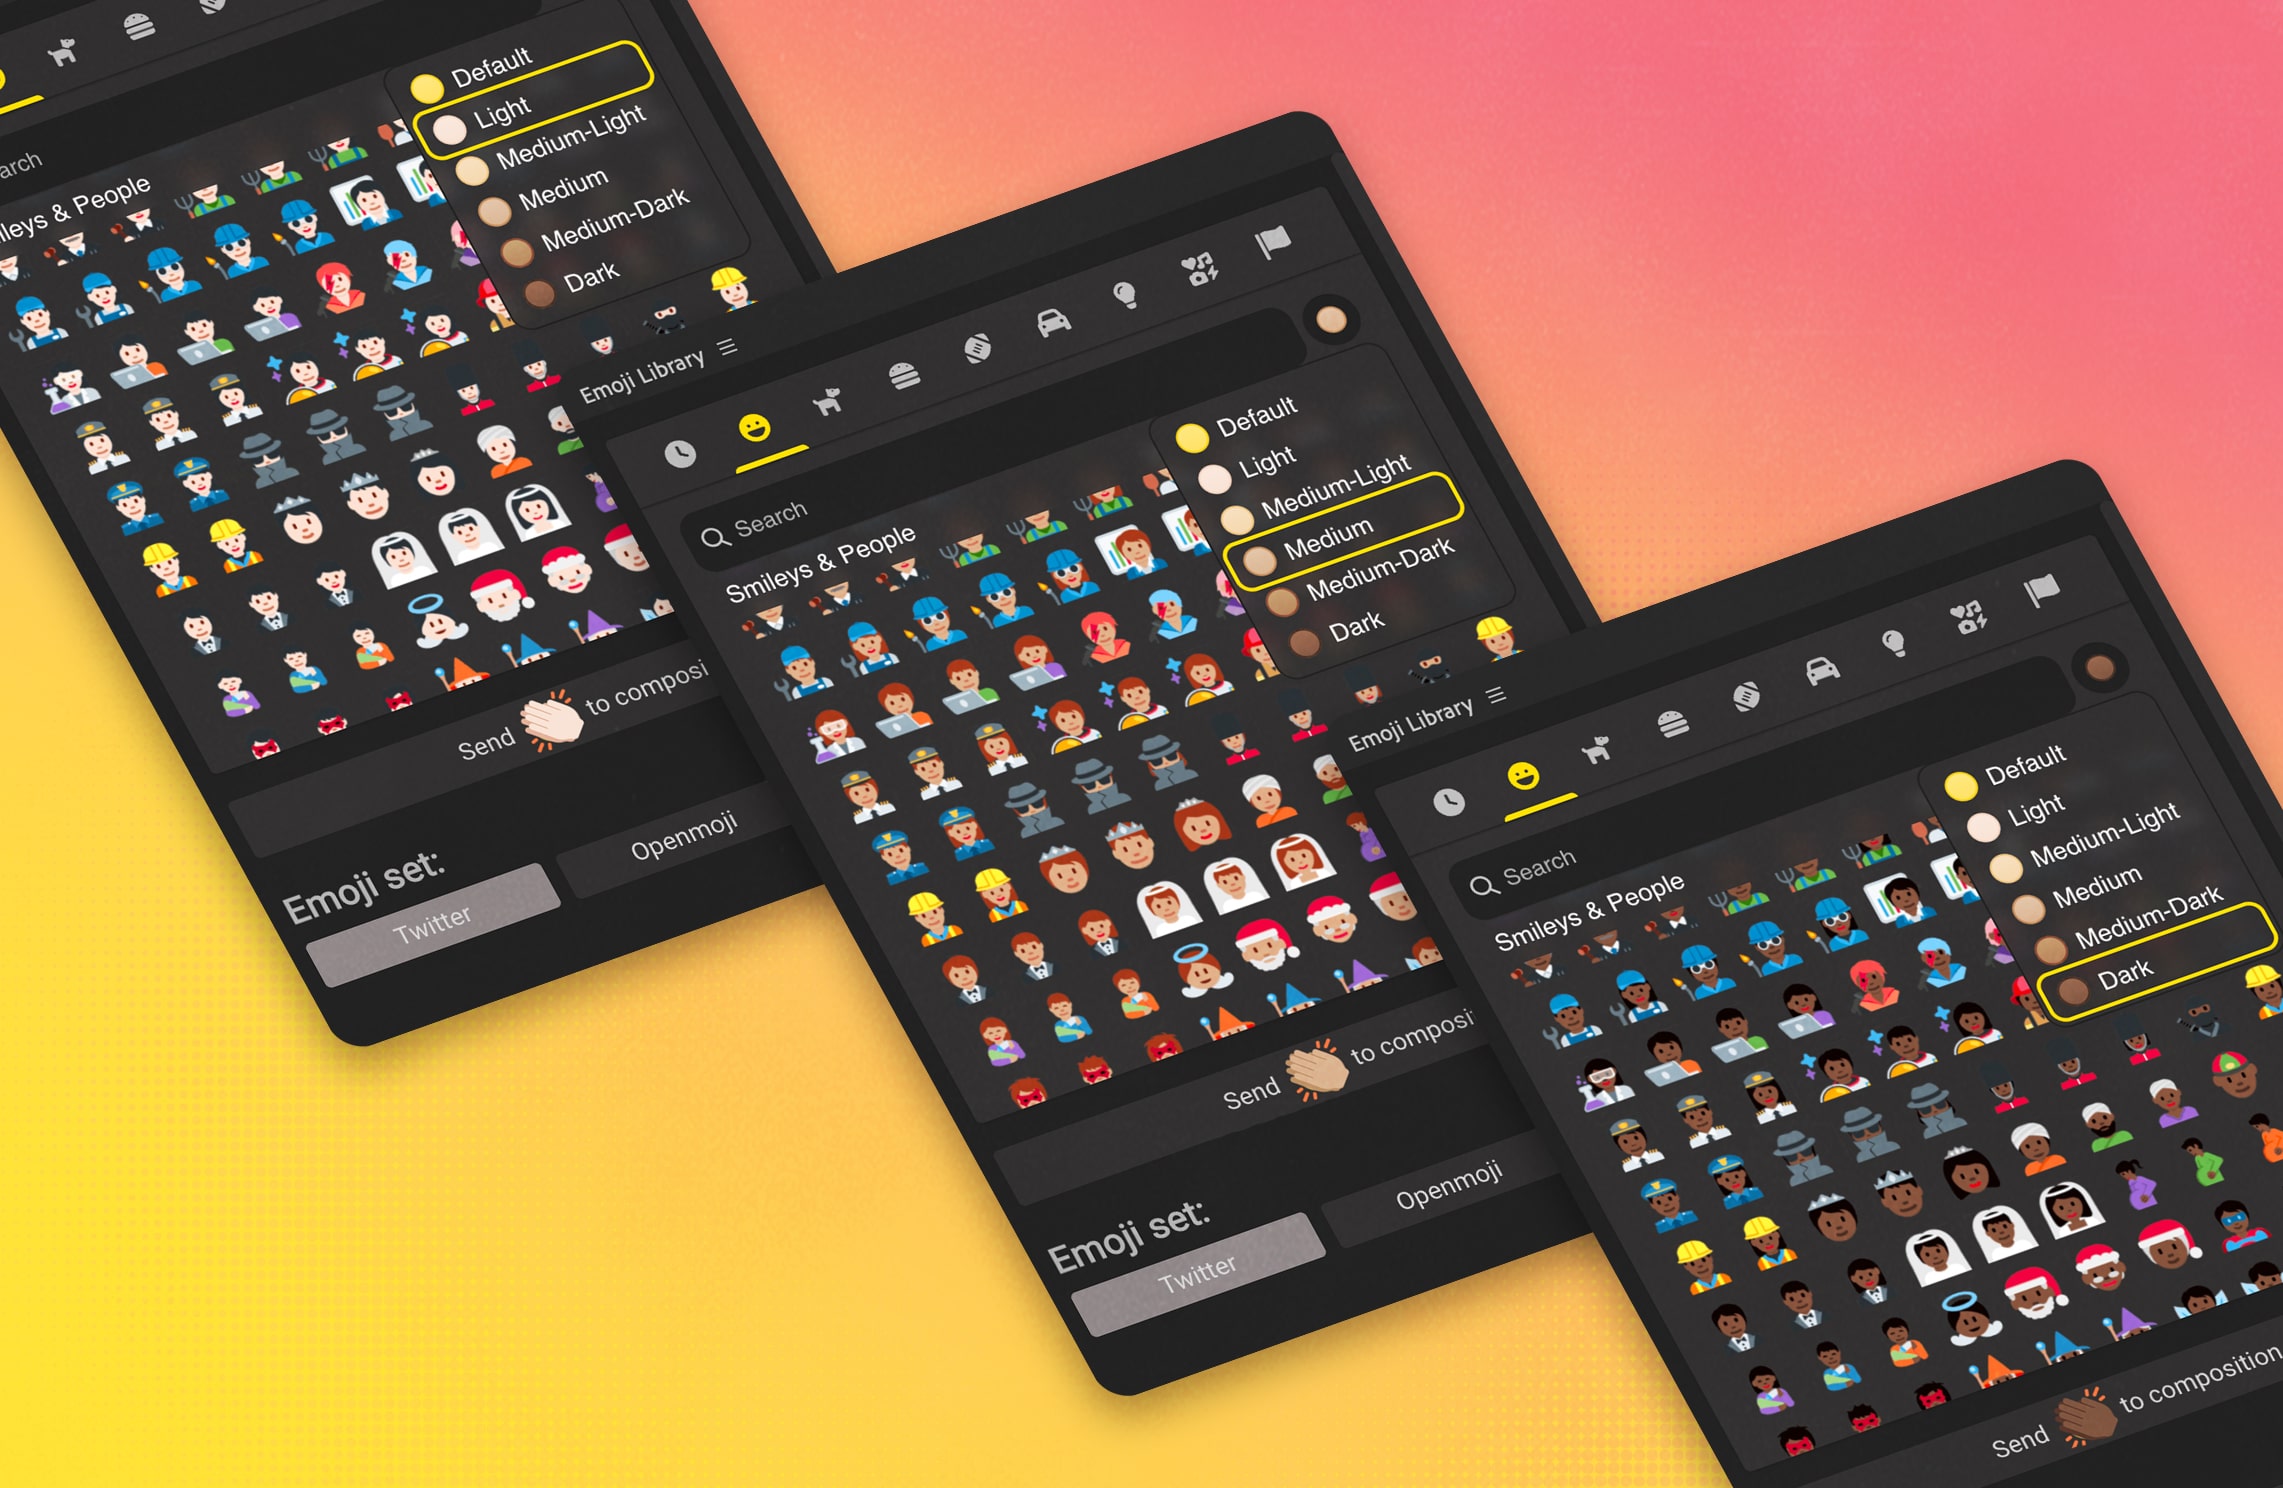 arch
ileys & People
Default
Light
Medium-Light
Medium
Medium-Dark
Dark
Send 👏🏻 to composi
Emoji set:
Twitter
Openmoji
Emoji Library
Search
Smileys & People
Default
Light
Medium-Light
Medium
Medium-Dark
Dark
Send 👏🏼 to composit
Emoji set:
Twitter
Openmoji
Emoji Library
Search
Smileys & People
Default
Light
Medium-Light
Medium
Medium-Dark
Dark
Send 👏🏿 to composition